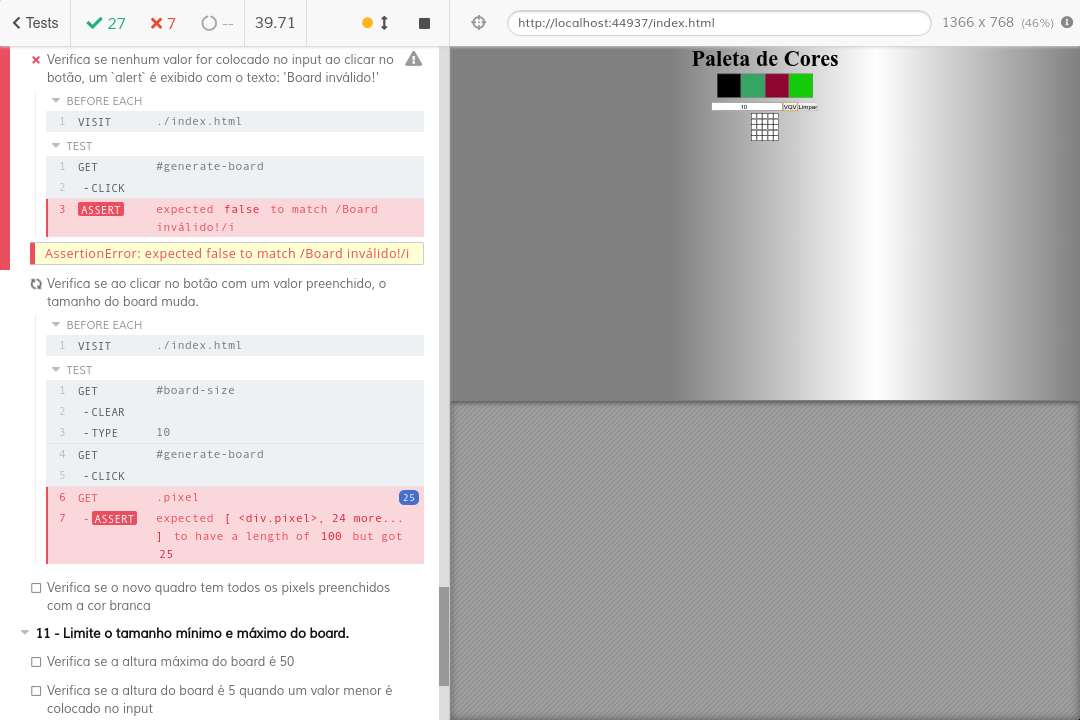 Tests
27
7
--
39.71
http://localhost:44937/index.html
1366 x 768 (46%)
Verifica se nenhum valor for colocado no input ao clicar no
botão, um `alert` é exibido com o texto: 'Board inválido!'
BEFORE EACH
1 VISIT ./index.html
TEST
1 GET #generate-board
2 -CLICK
3 ASSERT expected false to match /Board
inválido!/i
AssertionError: expected false to match /Board inválido!/i
Verifica se ao clicar no botão com um valor preenchido, o
tamanho do board muda.
BEFORE EACH
1 VISIT ./index.html
TEST
1 GET #board-size
2 -CLEAR
3 -TYPE 10
4 GET #generate-board
5 -CLICK
6 GET .pixel 25
7 -ASSERT expected [ <div.pixel>, 24 more...
] to have a length of 100 but got
25
Verifica se o novo quadro tem todos os pixels preenchidos
com a cor branca
11 - Limite o tamanho mínimo e máximo do board.
Verifica se a altura máxima do board é 50
Verifica se a altura do board é 5 quando um valor menor é
colocado no input
Paleta de Cores
10 VQV Limpar